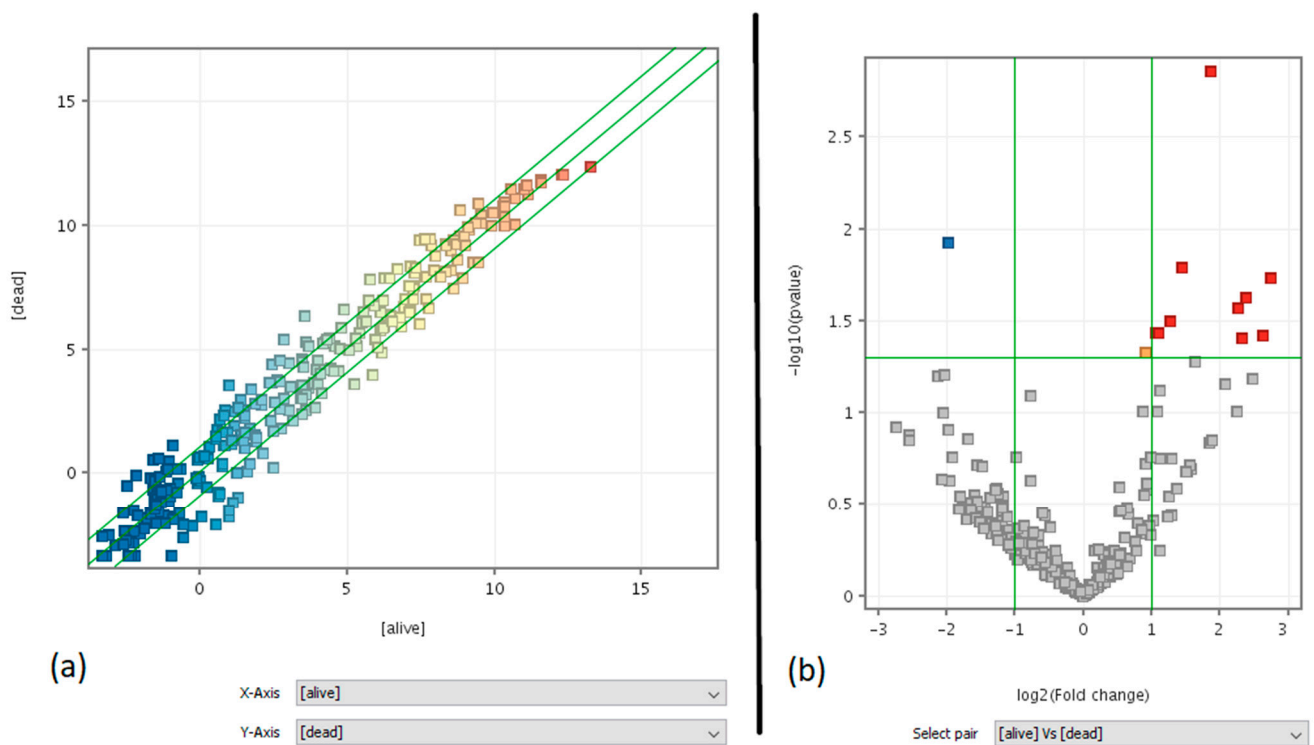 15
10
5
0
[dead]
0
5
10
15
[alive]
(a)
X-Axis
[alive]
Y-Axis
[dead]
2.5
2
1.5
1
0.5
0
-log10(pvalue)
-3
-2
-1
0
1
2
3
(b)
log2(Fold change)
Select pair
[alive] Vs [dead]